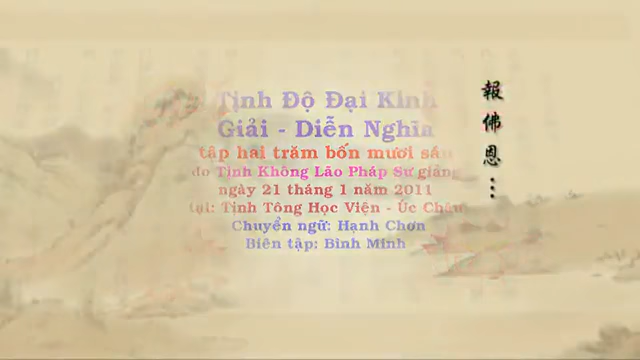 Tịnh Độ Đại Kinh
Giải - Diễn Nghĩa
tập hai trăm bốn mươi sáu
do Tịnh Không Lão Pháp Sư giảng
ngày 21 tháng 1 năm 2011
tại: Tịnh Tông Học Viện - Úc Châu
Chuyển ngữ: Hạnh Chơn
Biên tập: Bình Minh
報佛恩…